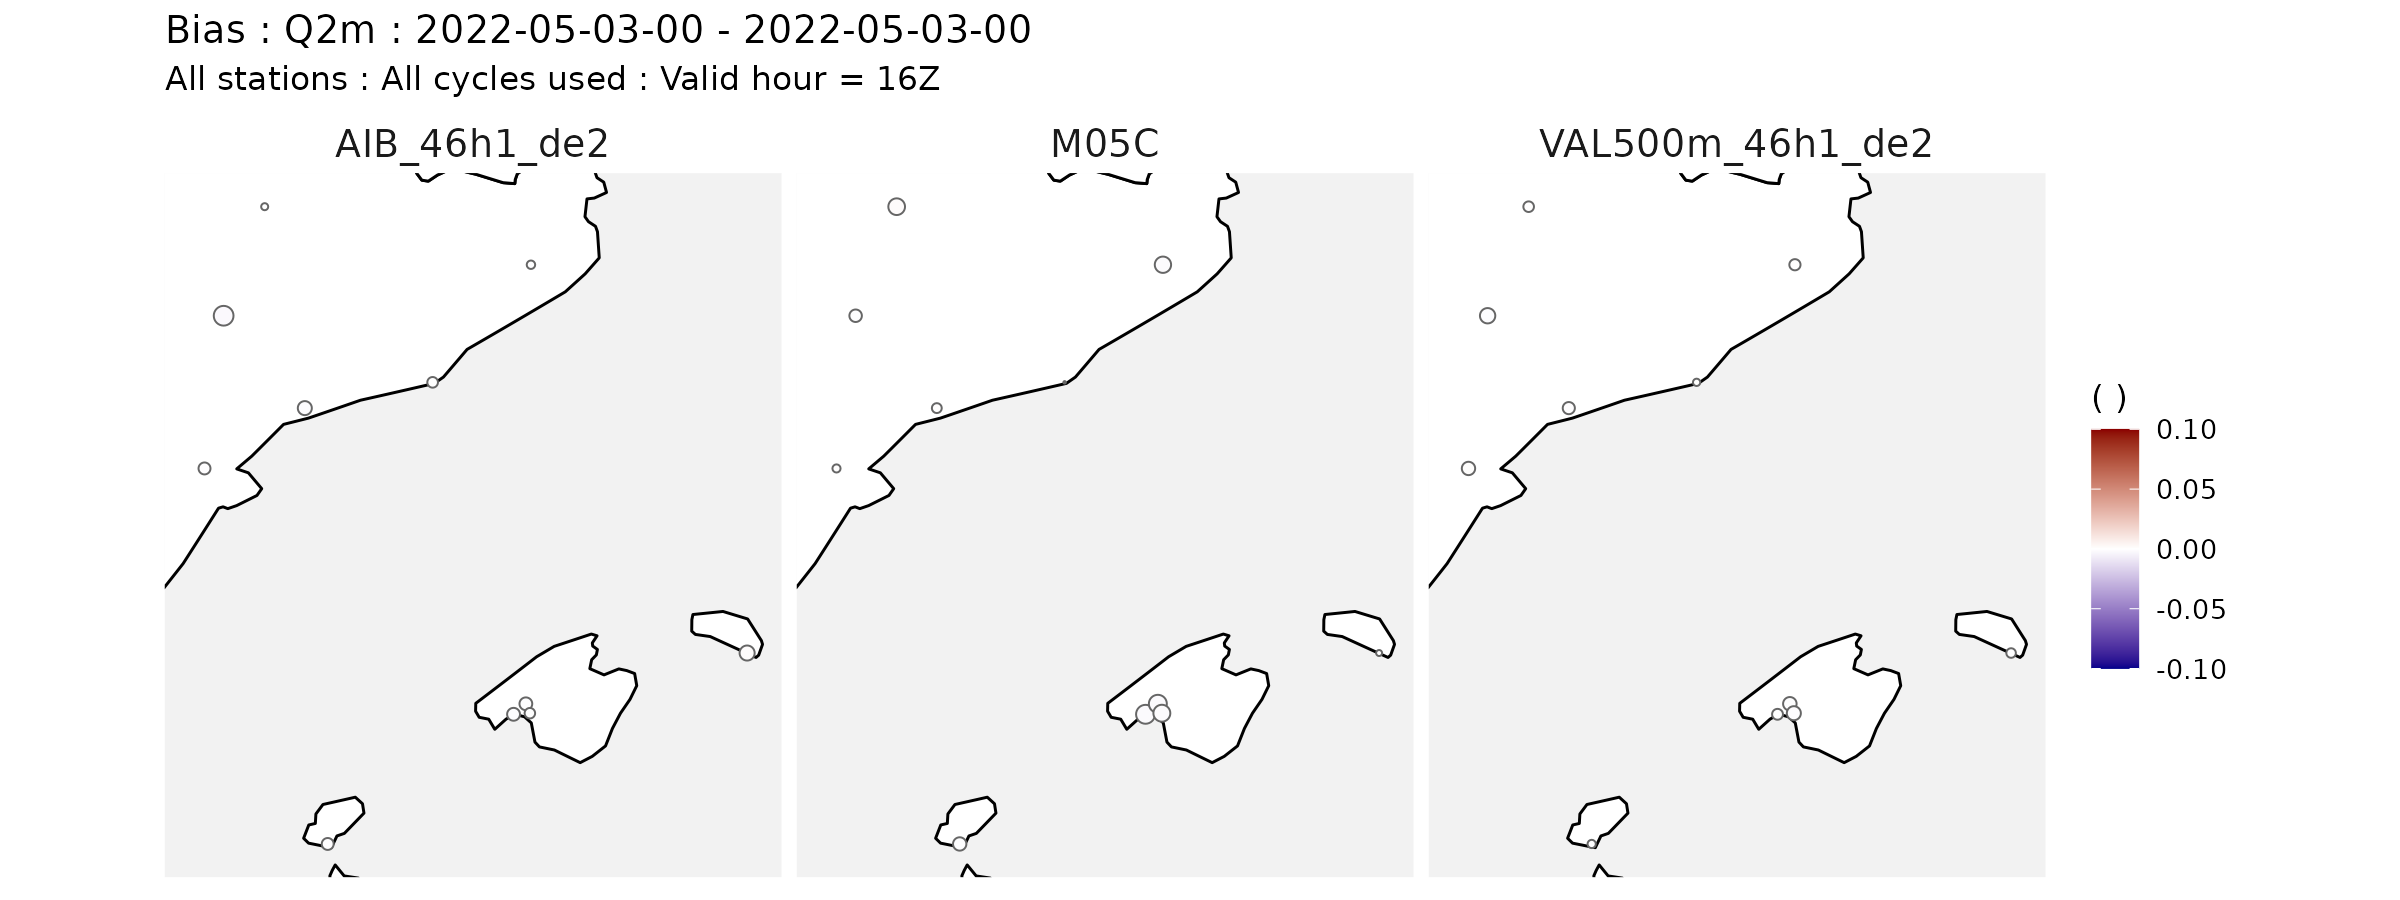 Bias : Q2m : 2022-05-03-00 - 2022-05-03-00
All stations : All cycles used : Valid hour = 16Z
AIB_46h1_de2
M05C
VAL500m_46h1_de2
( )
0.10
0.05
0.00
-0.05
-0.10